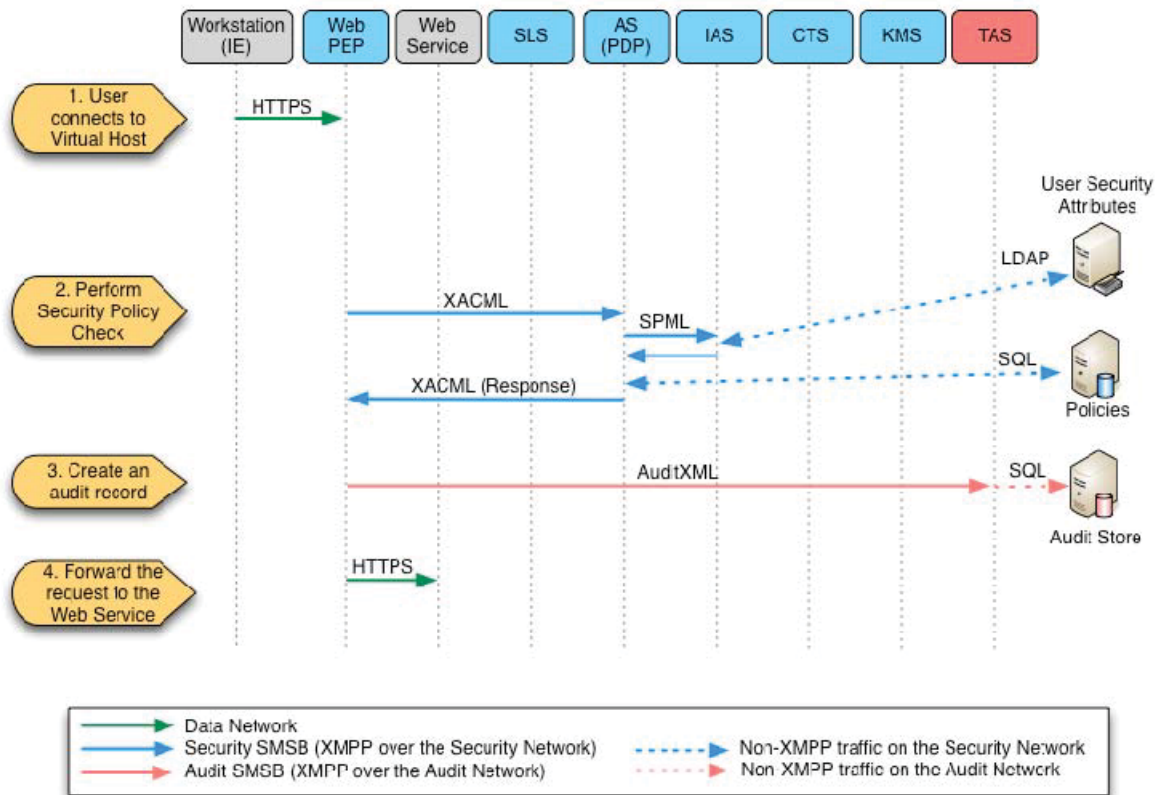 Workstation
(IE)
Web
PEP
Web
Service
SLS
AS
(PDP)
IAS
CTS
KMS
TAS
1. User
connects to
Virtual Host
HTTPS
User Security
Attributes
LDAP
2. Perform
Security Policy
Check
XACML
SPML
SQL
XACML (Response)
Policies
3. Create an
audit record
AuditXML
SQL
Audit Store
4. Forward the
request to the
Web Service
HTTPS
Data Network
Security SMSB (XMPP over the Security Network)
Audit SMSB (XMPP over the Audit Network)
Non-XMPP traffic on the Security Network
Non-XMPP traffic on the Audit Network